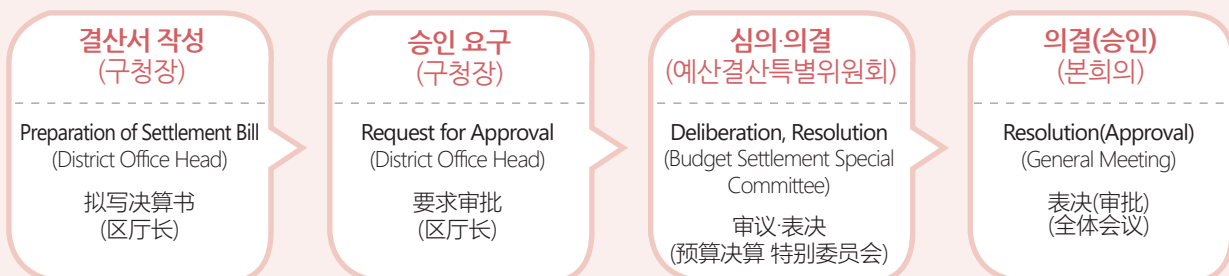 결산서 작성
(구청장)
Preparation of Settlement Bill
(District Office Head)
拟写决算书
(区厅长)
승인 요구
(구청장)
Request for Approval
(District Office Head)
要求审批
(区厅长)
심의·의결
(예산결산특별위원회)
Deliberation, Resolution
(Budget Settlement Special
Committee)
审议·表决
(预算决算 特别委员会)
의결(승인)
(본희의)
Resolution(Approval)
(General Meeting)
表决(审批)
(全体会议)